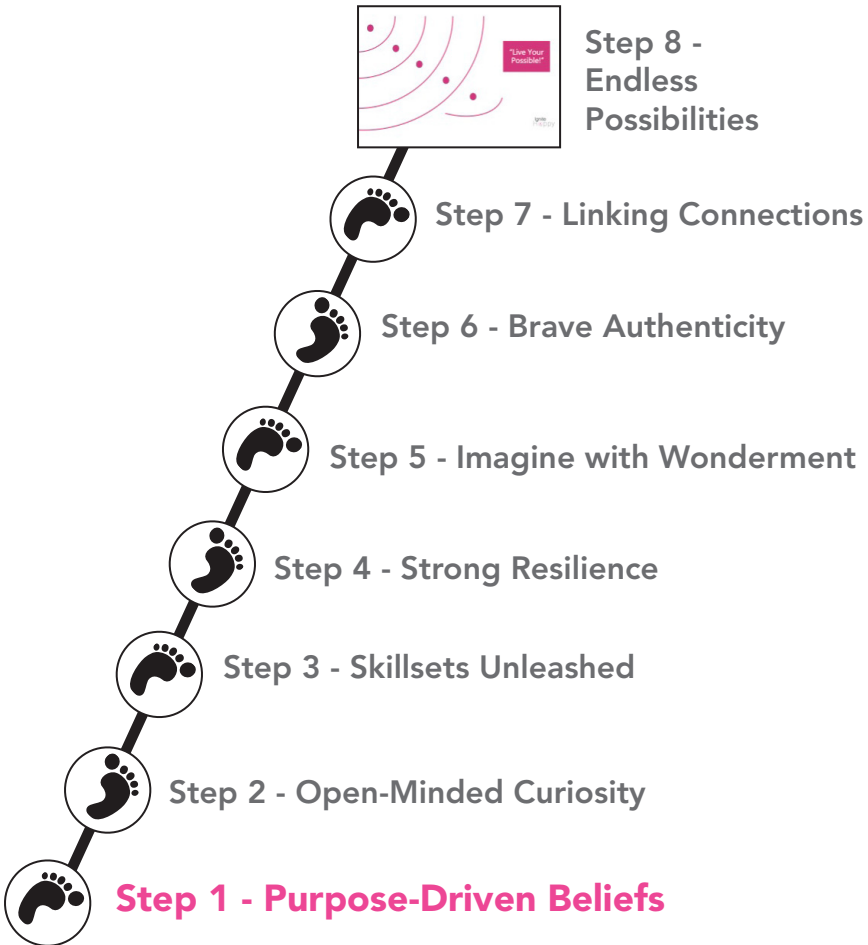 "Live Your
Possible!"
Step 8 -
Endless
Possibilities
Ignite
Step 7 - Linking Connections
Step 6 - Brave Authenticity
Step 5 - Imagine with Wonderment
Step 4 - Strong Resilience
Step 3 - Skillsets Unleashed
Step 2 - Open-Minded Curiosity
Step 1 - Purpose-Driven Beliefs